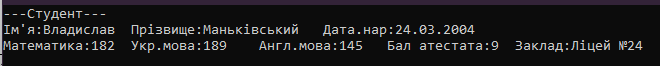 ---Студент---
Ім'я:Владислав  Прізвище:Маньківський   Дата.нар:24.03.2004
Математика:182  Укр.мова:189    Англ.мова:145   Бал атестата:9  Заклад:Ліцей №24